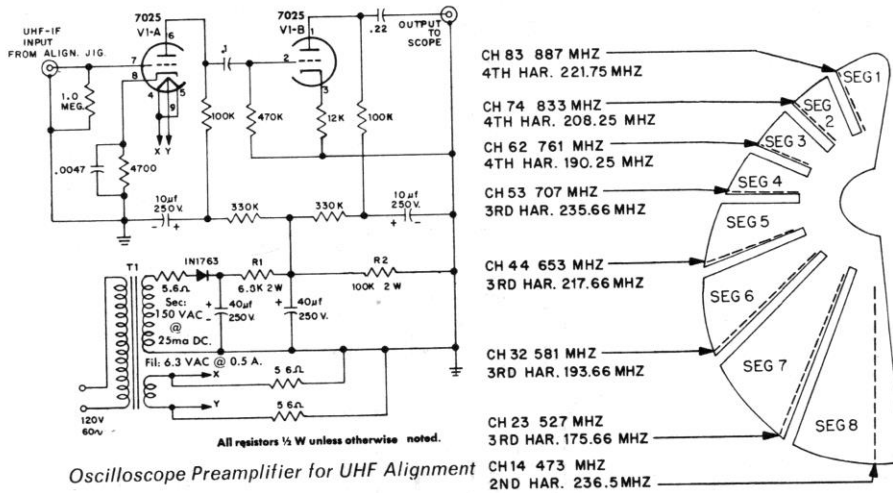 7025
V1-A
UHF-IF
INPUT
FROM ALIGN. JIG.
6
7
8
4
9
5
X Y
1.0
MEG.
.0047
4700
.1
100K
470K
7025
V1-B
1
2
3
12K
100K
.22
OUTPUT
TO
SCOPE
10µf
250V.
- +
330K
330K
10µf
250V.
+ -
T1
5.6Ω
1N1763
R1
6.8K 2W
R2
100K 2 W
Sec:
150 VAC
@
25ma DC.
+
-
40µf
250V.
+
40µf
250V.
Fil: 6.3 VAC @ 0.5 A.
X
56Ω
Y
56Ω
120V
60~
All resistors ½ W unless otherwise noted.
Oscilloscope Preamplifier for UHF Alignment
CH 83 887 MHZ
4TH HAR. 221.75 MHZ
CH 74 833 MHZ
4TH HAR. 208.25 MHZ
CH 62 761 MHZ
4TH HAR. 190.25 MHZ
CH 53 707 MHZ
3RD HAR. 235.66 MHZ
CH 44 653 MHZ
3RD HAR. 217.66 MHZ
CH 32 581 MHZ
3RD HAR. 193.66 MHZ
CH 23 527 MHZ
3RD HAR. 175.66 MHZ
CH 14 473 MHZ
2ND HAR. 236.5 MHZ
SEG 1
SEG
2
SEG 3
SEG 4
SEG 5
SEG 6
SEG 7
SEG 8